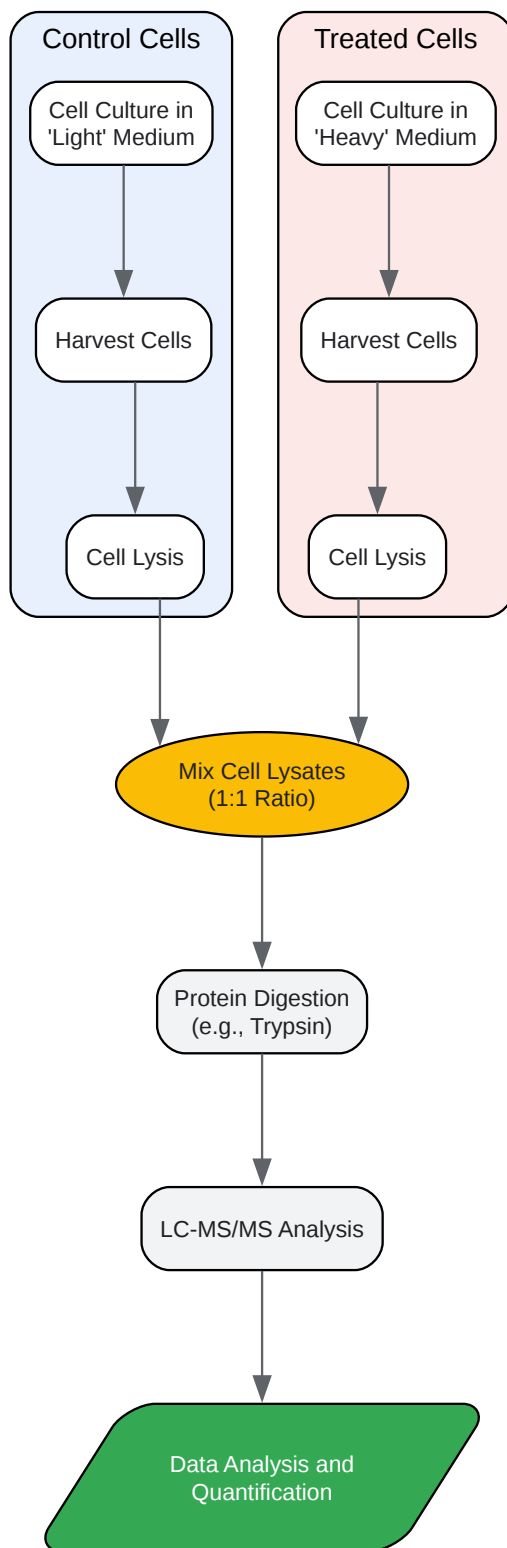 Control Cells
Cell Culture in
'Light' Medium
Harvest Cells
Cell Lysis
Treated Cells
Cell Culture in
'Heavy' Medium
Harvest Cells
Cell Lysis
Mix Cell Lysates
(1:1 Ratio)
Protein Digestion
(e.g., Trypsin)
LC-MS/MS Analysis
Data Analysis and
Quantification